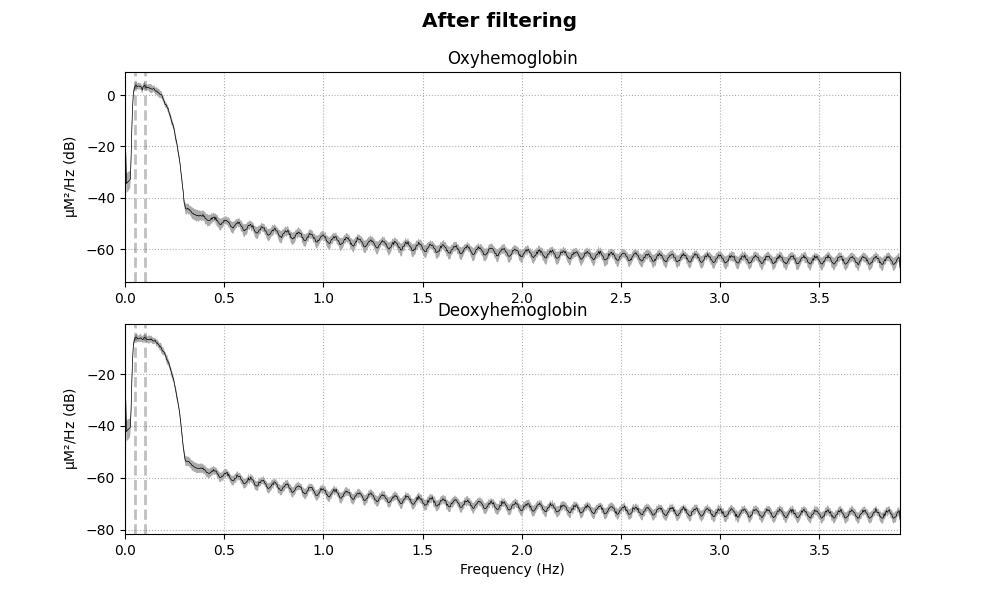 After filtering
Oxyhemoglobin
µM²/Hz (dB)
0
−20
−40
−60
0.0 0.5 1.0 1.5 2.0 2.5 3.0 3.5
Deoxyhemoglobin
µM²/Hz (dB)
−20
−40
−60
−80
0.0 0.5 1.0 1.5 2.0 2.5 3.0 3.5
Frequency (Hz)